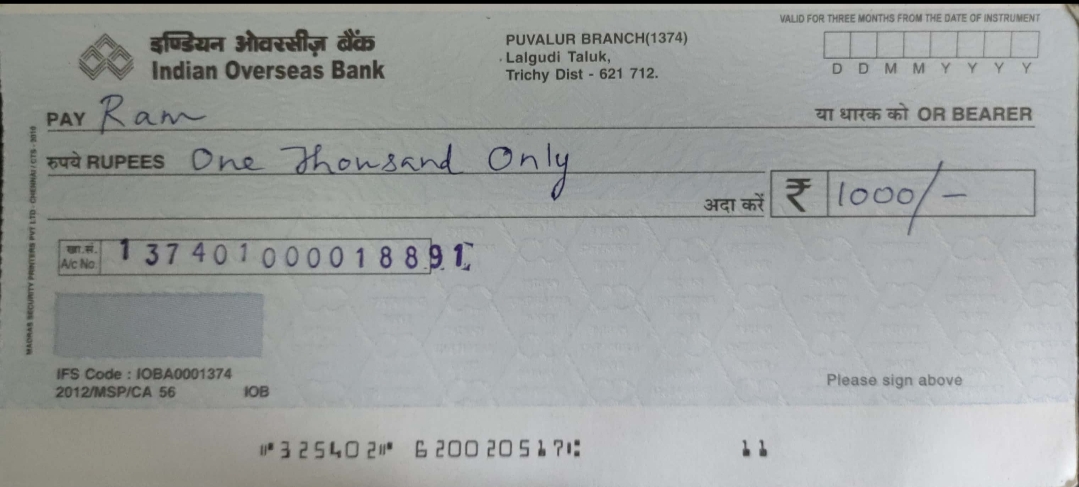 VALID FOR THREE MONTHS FROM THE DATE OF INSTRUMENT
इण्डियन ओवरसीज़ बैंक
Indian Overseas Bank
PUVALUR BRANCH(1374)
Lalgudi Taluk,
Trichy Dist - 621 712.
D D M M Y Y Y Y
PAY Ram या धारक को OR BEARER
रुपये RUPEES One Thousand Only
अदा करें ₹ 1000/-
खा.सं.
A/c No. 137401000018891
MADRAS SECURITY PRINTERS PVT LTD - CHENNAI / CTS - 2010
IFS Code : IOBA0001374
2012/MSP/CA 56 IOB
Please sign above
⑈325402⑈ 620020517⑆ 11